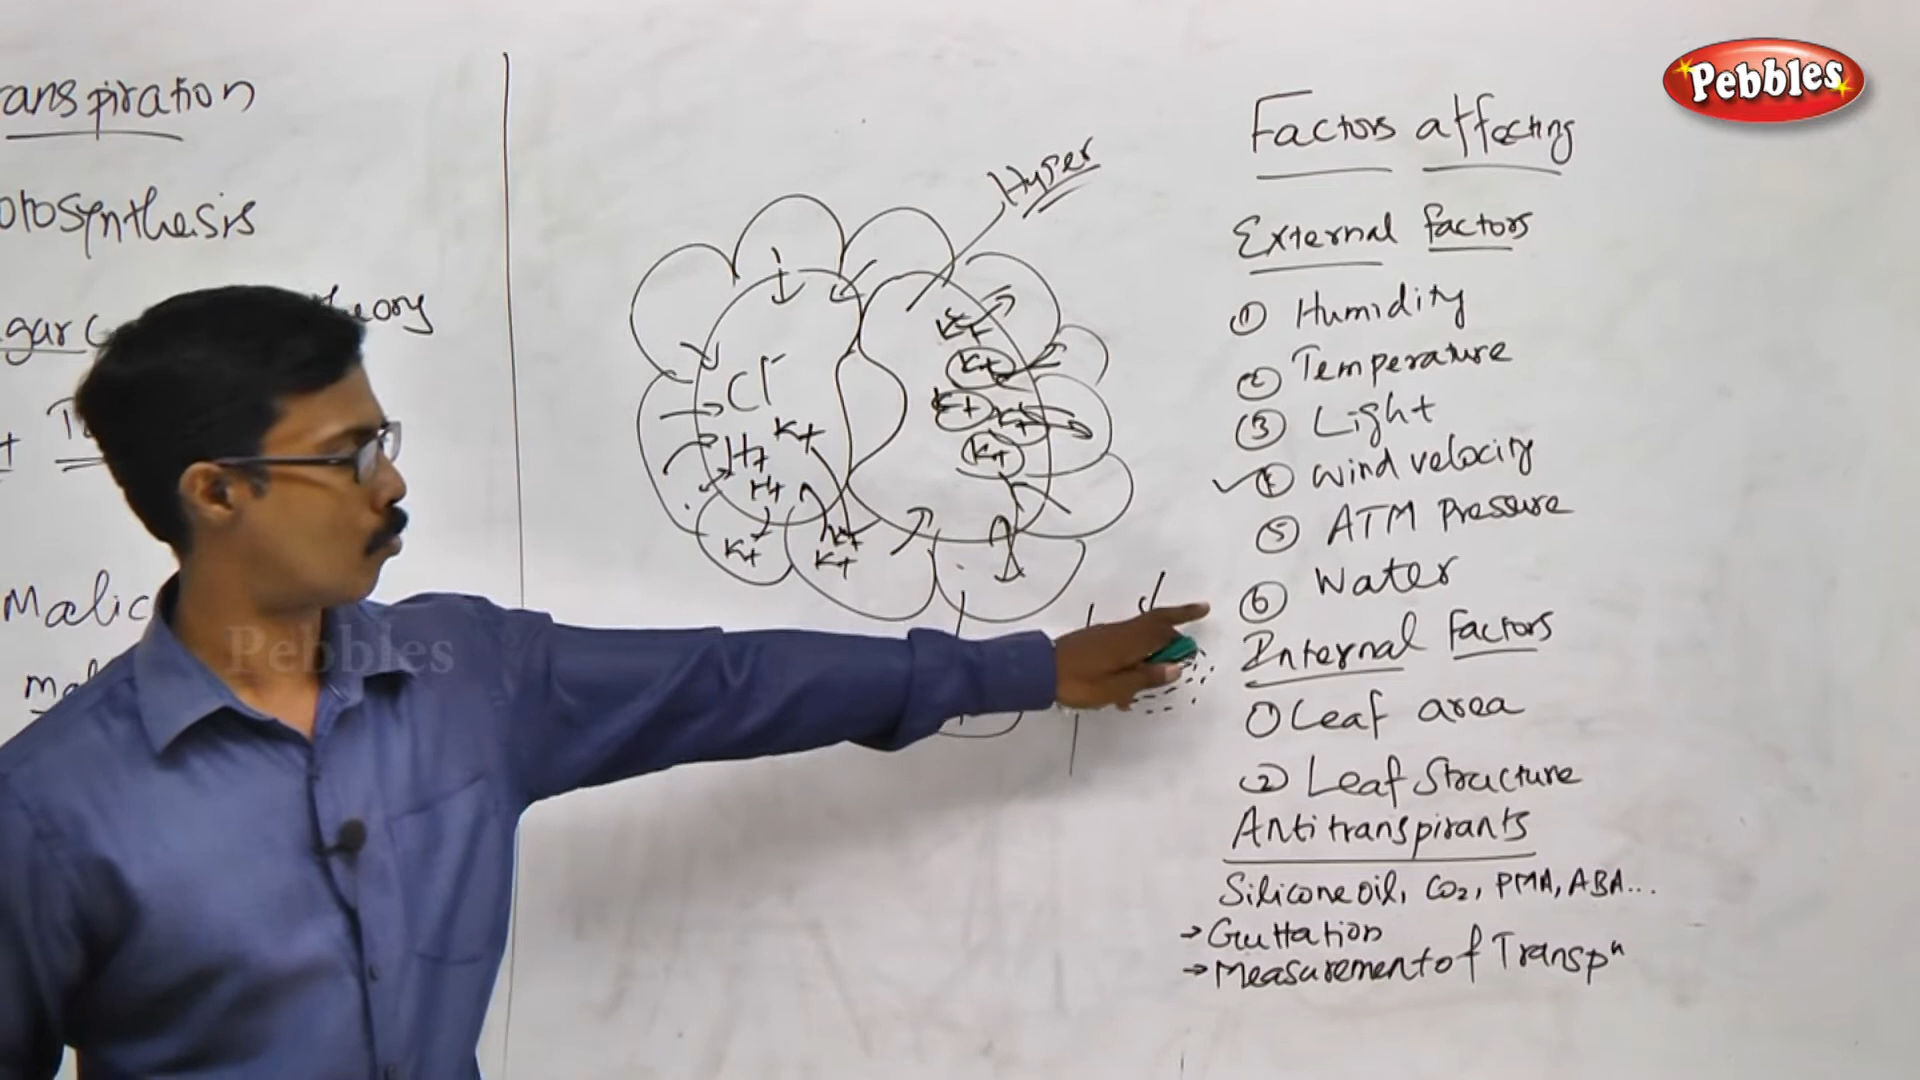 Pebbles
anspiration
otosynthesis
gar c
eory
Malic
Hyper
Cl-
K+
H+
H+
K+
K+
K+
K+
K+
K+
K+
Factors affecting
External factors
① Humidity
② Temperature
③ Light
④ Wind velocity
⑤ ATM Pressure
⑥ Water
Internal Factors
① Leaf area
② Leaf Structure
Antitranspirants
Silicone oil, CO2, PMA, ABA...
→ Guttation
→ Measurement of Transpn
Pebbles